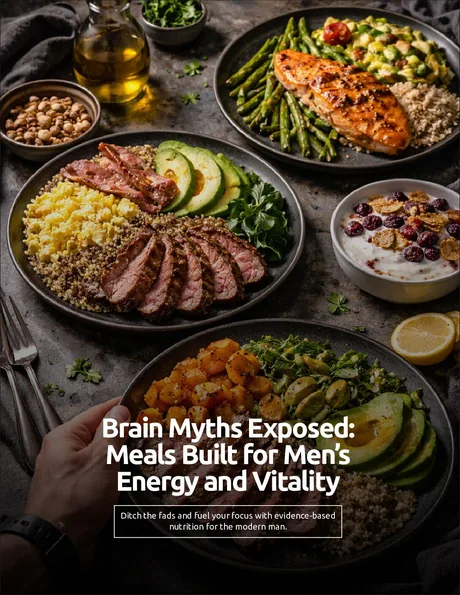 Brain Myths Exposed:
Meals Built for Men's
Energy and Vitality
Ditch the fads and fuel your focus with evidence-based
nutrition for the modern man.